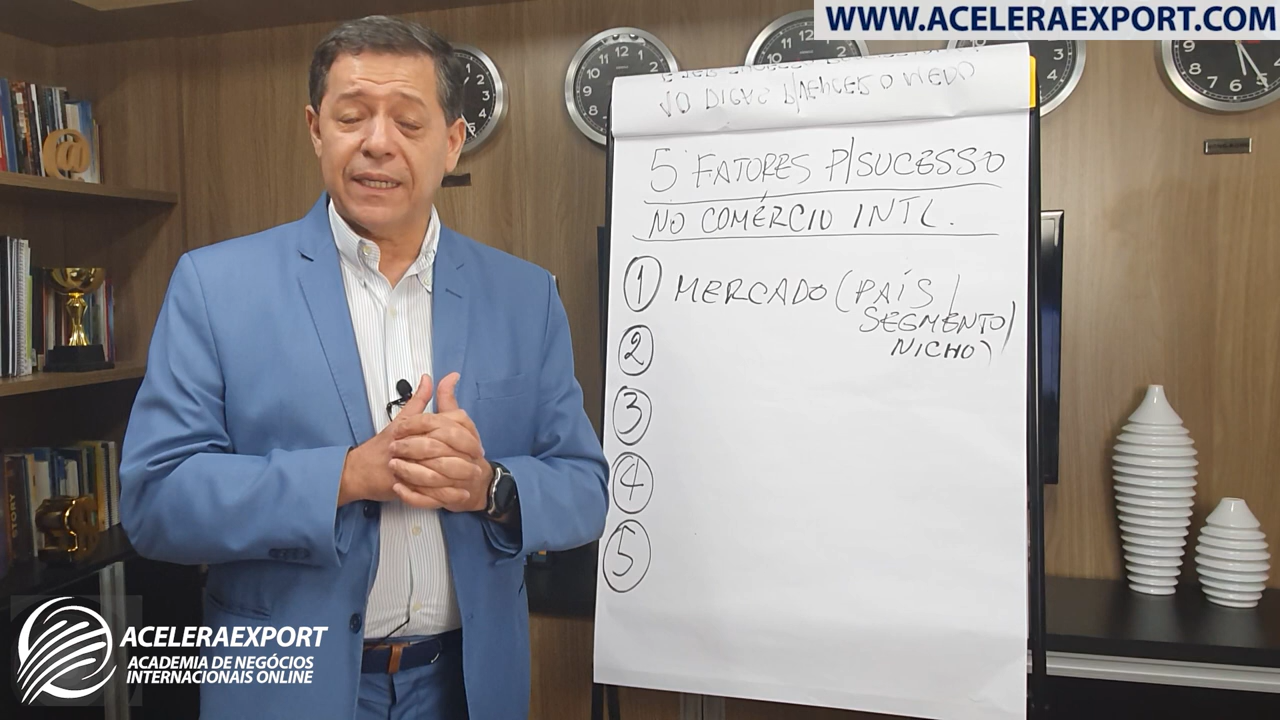 WWW.ACELERAEXPORT.COM
5 FATORES P/SUCESSO
NO COMÉRCIO INTL.
1 MERCADO (PAÍS /
SEGMENTO/
NICHO)
2
3
4
5
STORY
ACELERAEXPORT
ACADEMIA DE NEGÓCIOS
INTERNACIONAIS ONLINE